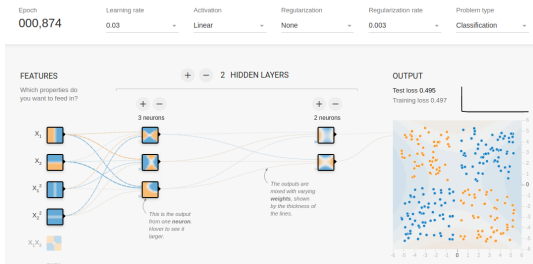 Epoch
000,874
Learning rate
0.03
Activation
Linear
Regularization
None
Regularization rate
0.003
Problem type
Classification
FEATURES
Which properties do
you want to feed in?
+ − 2 HIDDEN LAYERS
+ −
3 neurons
+ −
2 neurons
X₁
X₂
X₁²
X₂²
X₁X₂
This is the output
from one neuron.
Hover to see it
larger.
The outputs are
mixed with varying
weights, shown
by the thickness of
the lines.
OUTPUT
Test loss 0.495
Training loss 0.497
6
5
4
3
2
1
0
-1
-2
-3
-4
-5
-6
-6 -5 -4 -3 -2 -1 0 1 2 3 4 5 6